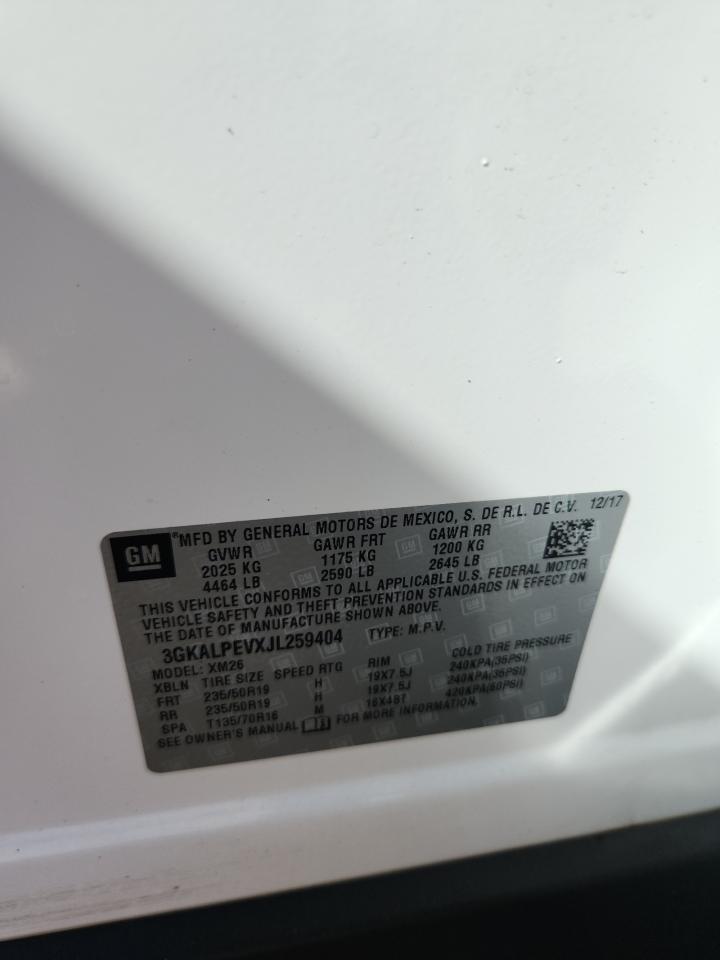 GM
®MFD BY GENERAL MOTORS DE MEXICO, S. DE R.L. DE C.V. 12/17
GVWR GAWR FRT GAWR RR
2025 KG 1175 KG 1200 KG
4464 LB 2590 LB 2645 LB
THIS VEHICLE CONFORMS TO ALL APPLICABLE U.S. FEDERAL MOTOR
VEHICLE SAFETY AND THEFT PREVENTION STANDARDS IN EFFECT ON
THE DATE OF MANUFACTURE SHOWN ABOVE.
3GKALPEVXJL259404 TYPE: M.P.V.
MODEL: XM26
XBLN TIRE SIZE SPEED RTG RIM COLD TIRE PRESSURE
FRT 235/50R19 H 19X7.5J 240KPA(35PSI)
RR 235/50R19 H 19X7.5J 240KPA(35PSI)
SPA T135/70R16 M 16X4BT 420KPA(60PSI)
SEE OWNER'S MANUAL FOR MORE INFORMATION.